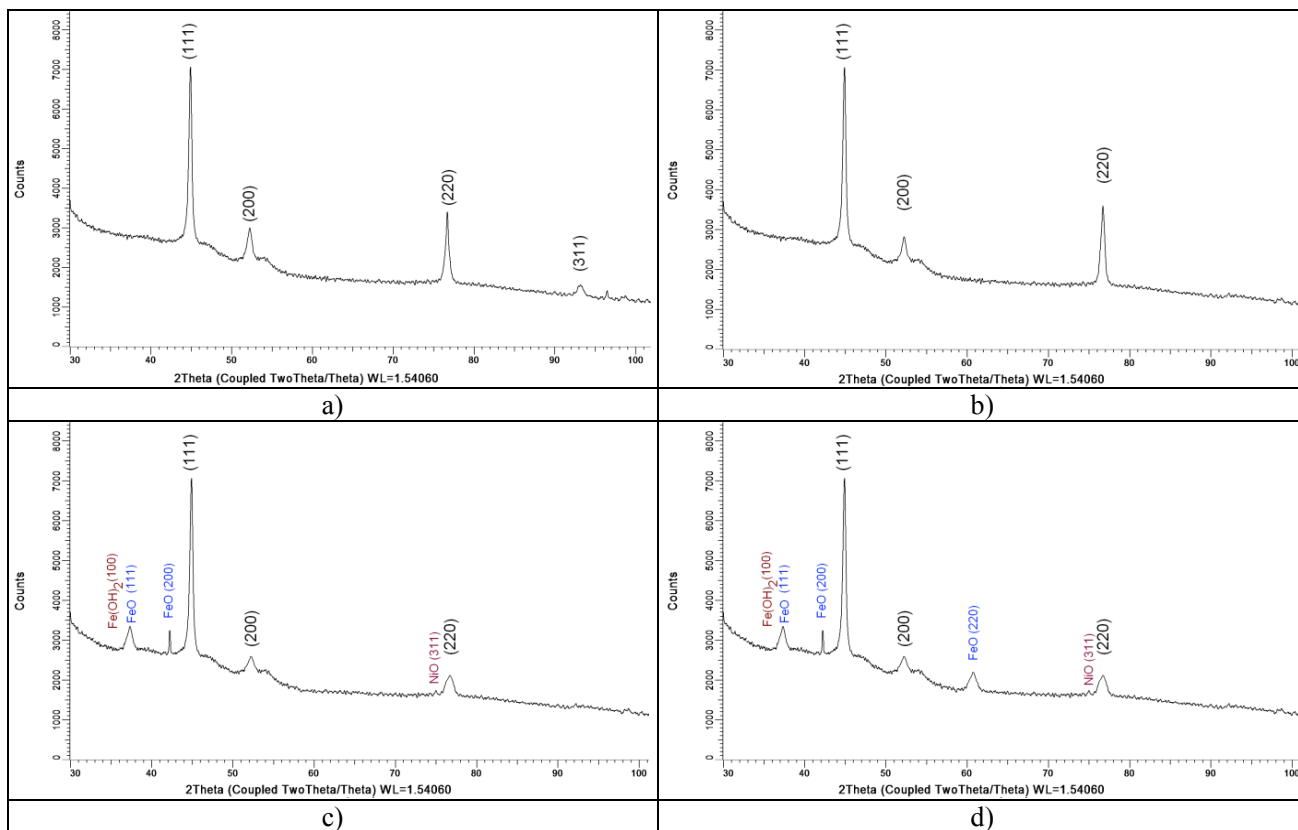 8000
7000
6000
5000
4000
3000
2000
1000
0
Counts
(111)
(200)
(220)
(311)
30 40 50 60 70 80 90 100
2Theta (Coupled TwoTheta/Theta) WL=1.54060
a)
8000
7000
6000
5000
4000
3000
2000
1000
0
Counts
(111)
(200)
(220)
30 40 50 60 70 80 90 100
2Theta (Coupled TwoTheta/Theta) WL=1.54060
b)
8000
7000
6000
5000
4000
3000
2000
1000
0
Counts
Fe(OH)2(100)
FeO (111)
FeO (200)
(111)
(200)
NiO (311)
(220)
30 40 50 60 70 80 90 100
2Theta (Coupled TwoTheta/Theta) WL=1.54060
c)
8000
7000
6000
5000
4000
3000
2000
1000
0
Counts
Fe(OH)2(100)
FeO (111)
FeO (200)
(111)
(200)
FeO (220)
NiO (311)
(220)
30 40 50 60 70 80 90 100
2Theta (Coupled TwoTheta/Theta) WL=1.54060
d)